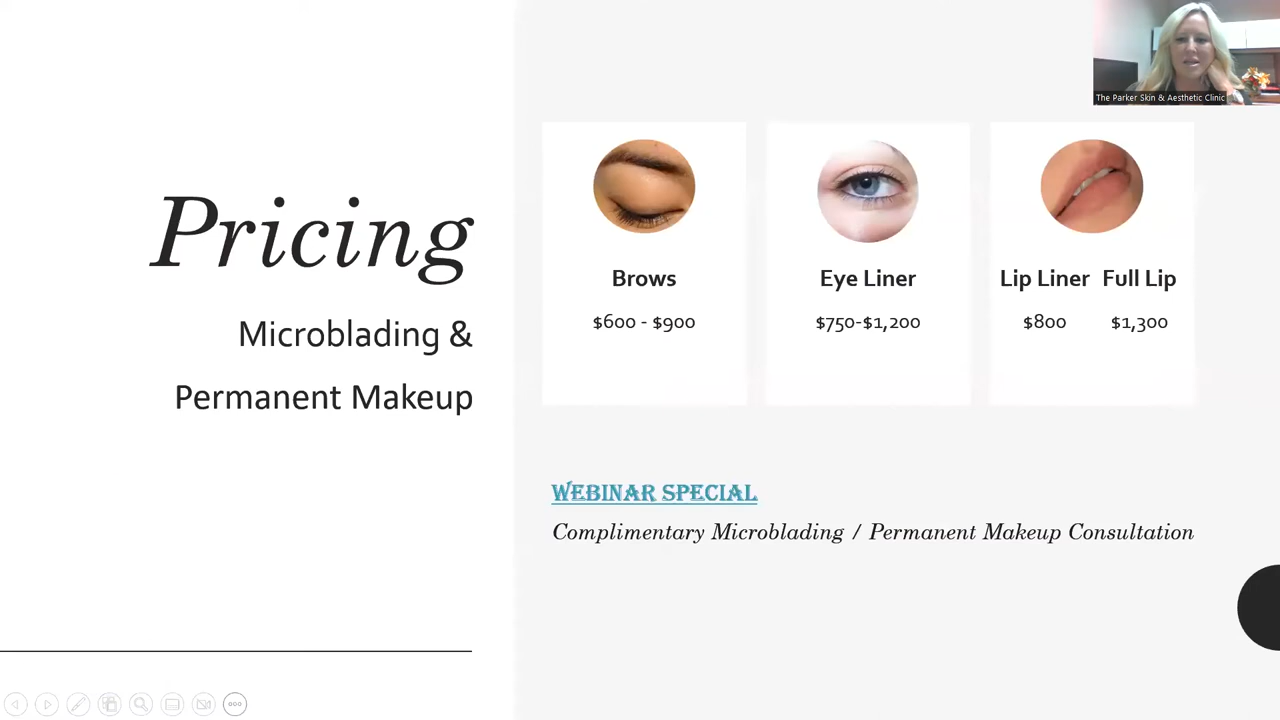 The Parker Skin & Aesthetic Clinic
Pricing
Microblading &
Permanent Makeup
Brows
$600 - $900
Eye Liner
$750-$1,200
Lip Liner Full Lip
$800 $1,300
WEBINAR SPECIAL
Complimentary Microblading / Permanent Makeup Consultation